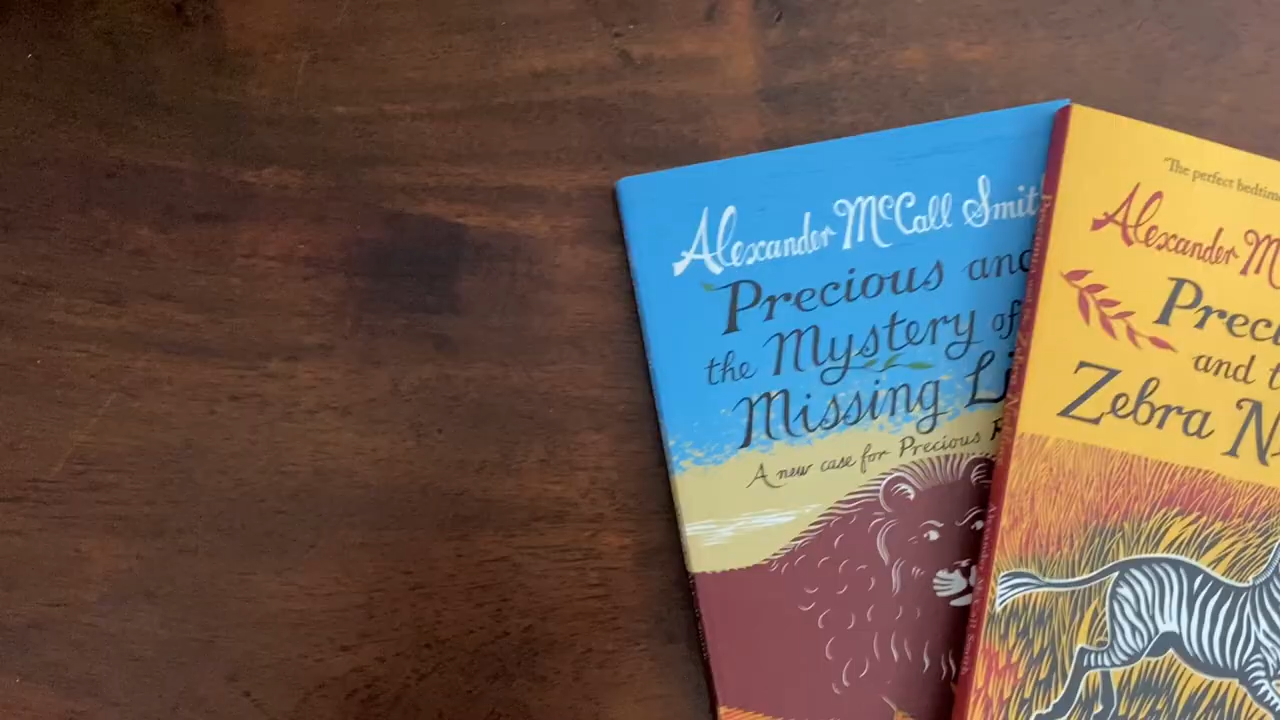 Alexander McCall Smit
Precious and
the Mystery of
Missing Li
A new case for Precious R
"The perfect bedtim
Alexander M
Prec
and t
Zebra N